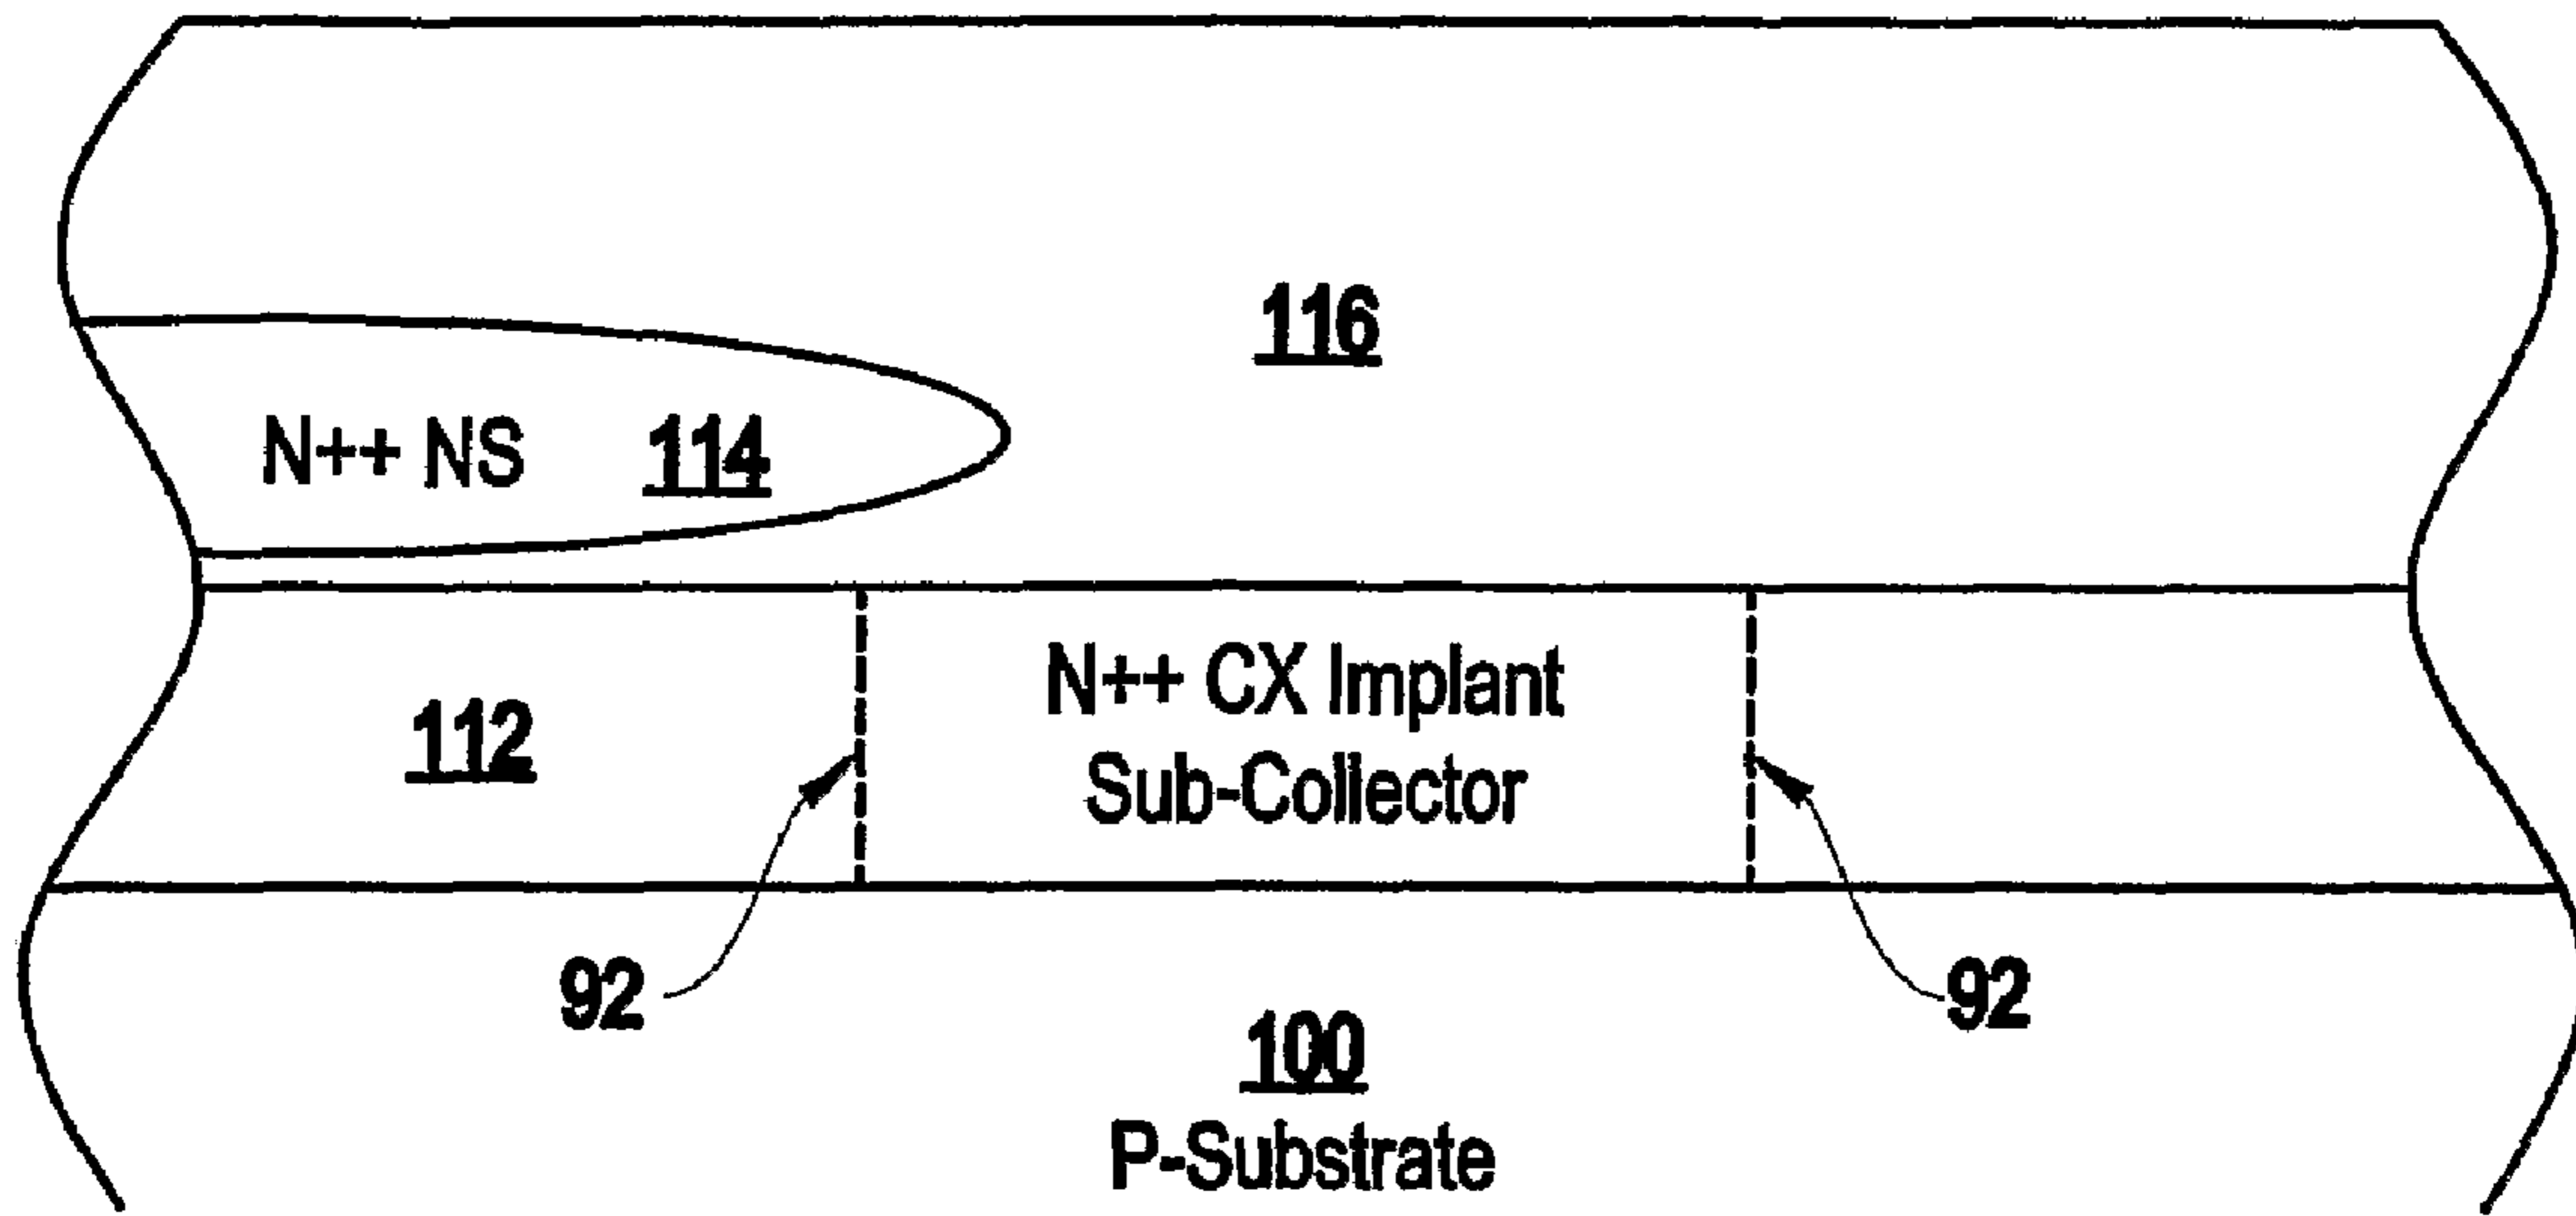 116
N++ NS 114
N++ CX Implant
Sub-Collector
112
92
92
100
P-Substrate